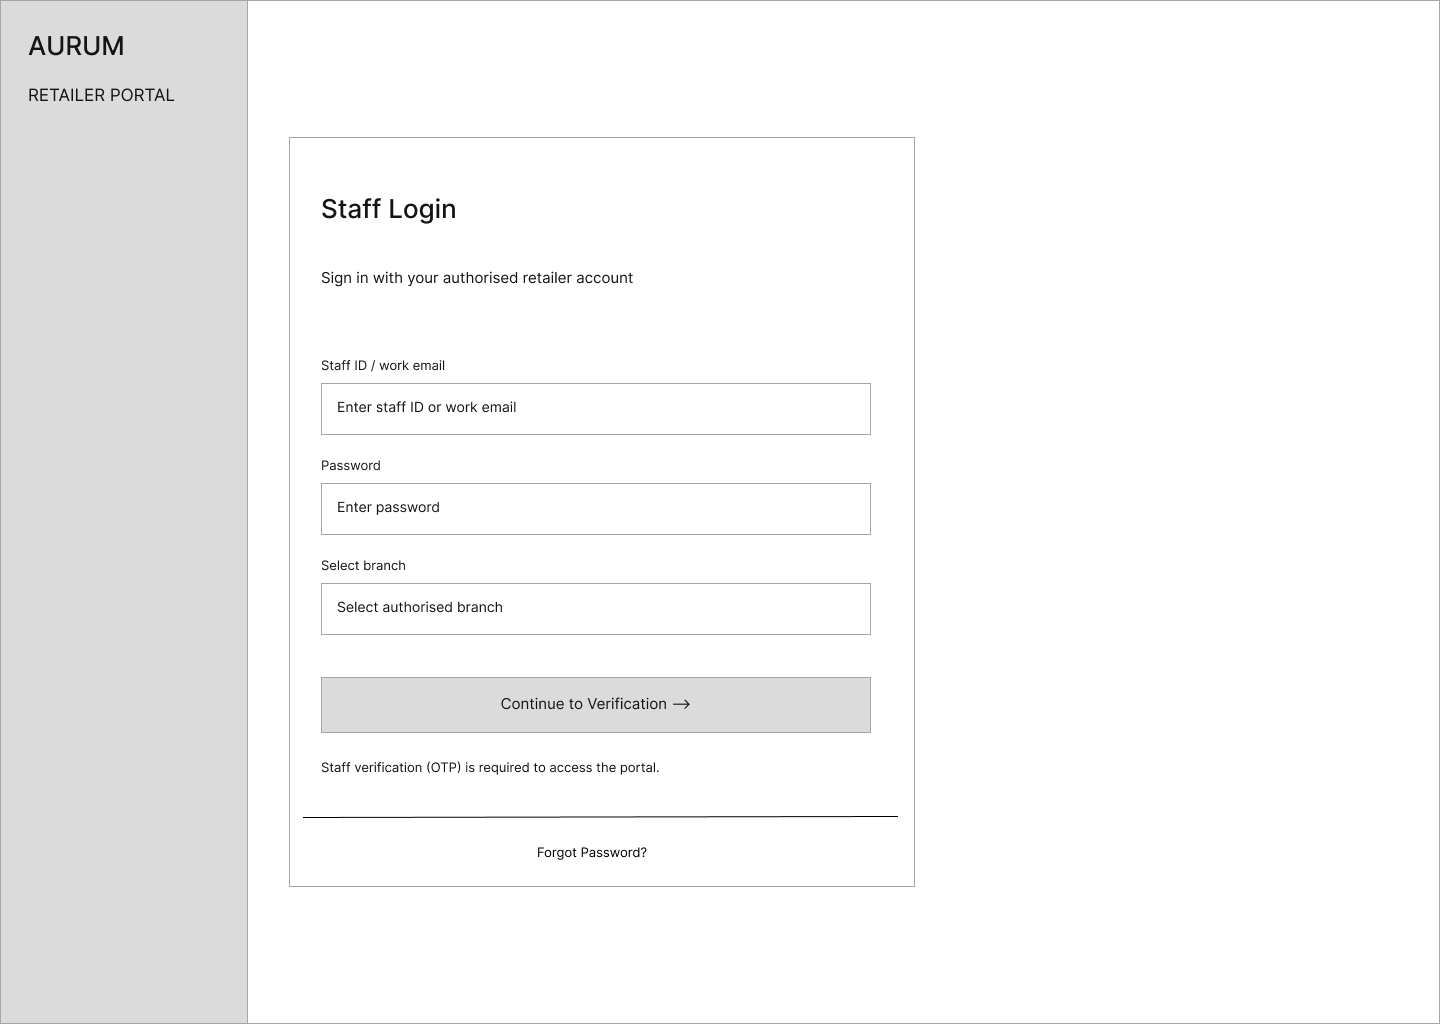 AURUM
RETAILER PORTAL
Staff Login
Sign in with your authorised retailer account
Staff ID / work email
Enter staff ID or work email
Password
Enter password
Select branch
Select authorised branch
Continue to Verification →
Staff verification (OTP) is required to access the portal.
Forgot Password?